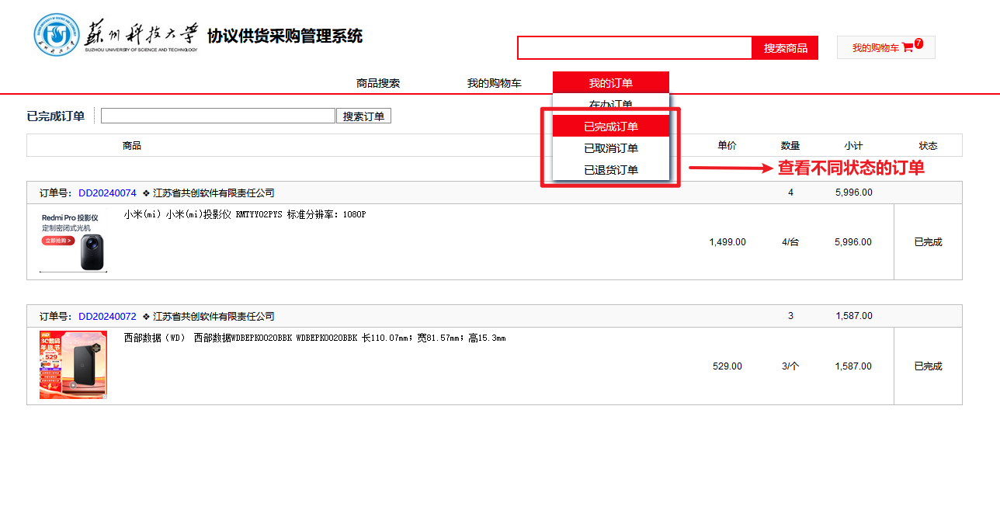 蘇州科技大学
SUZHOU UNIVERSITY OF SCIENCE AND TECHNOLOGY
协议供货采购管理系统
搜索商品
我的购物车 7
商品搜索 我的购物车 我的订单
在办订单
已完成订单
已取消订单
已退货订单
查看不同状态的订单
已完成订单 搜索订单
商品 单价 数量 小计 状态
订单号: DD20240074 ❖ 江苏省共创软件有限责任公司 4 5,996.00
Redmi Pro 投影仪
定制密闭式光机
立即抢购 >
小米(mi) 小米(mi)投影仪 RMTYY02PYS 标准分辨率: 1080P
1,499.00 4/台 5,996.00 已完成
订单号: DD20240072 ❖ 江苏省共创软件有限责任公司 3 1,587.00
3C数码
年货节
529
西部数据（WD） 西部数据WDBEPK0020BBK WDBEPK0020BBK 长110.07mm; 宽81.57mm; 高15.3mm
529.00 3/个 1,587.00 已完成